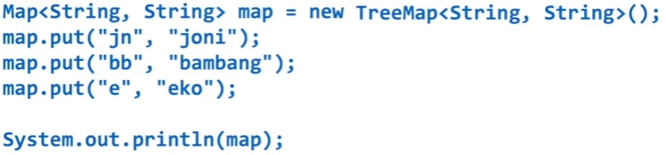 Map<String, String> map = new TreeMap<String, String>();
map.put("jn", "joni");
map.put("bb", "bambang");
map.put("e", "eko");
System.out.println(map);